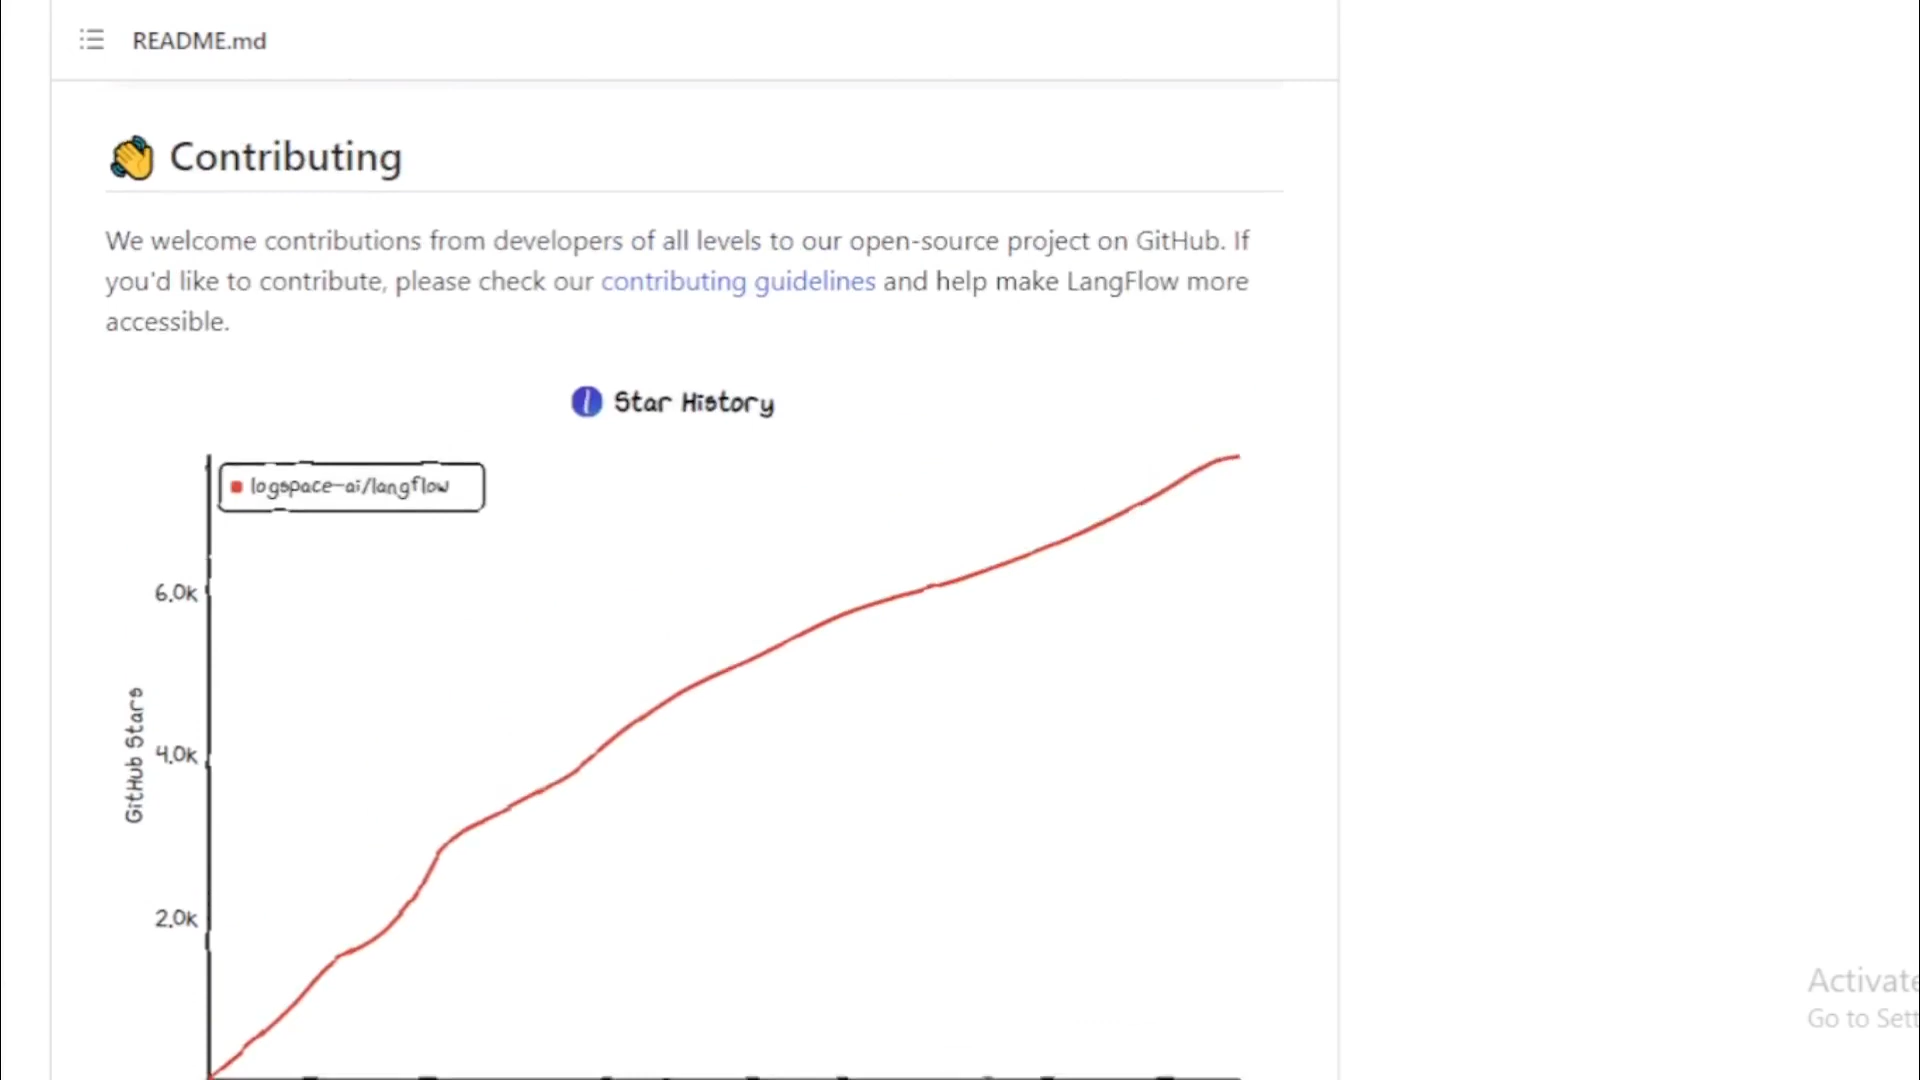 README.md
Contributing
We welcome contributions from developers of all levels to our open-source project on GitHub. If
you'd like to contribute, please check our contributing guidelines and help make LangFlow more
accessible.
Star History
logspace-ai/langflow
6.0k
4.0k
2.0k
GitHub Stars
Activate
Go to Sett